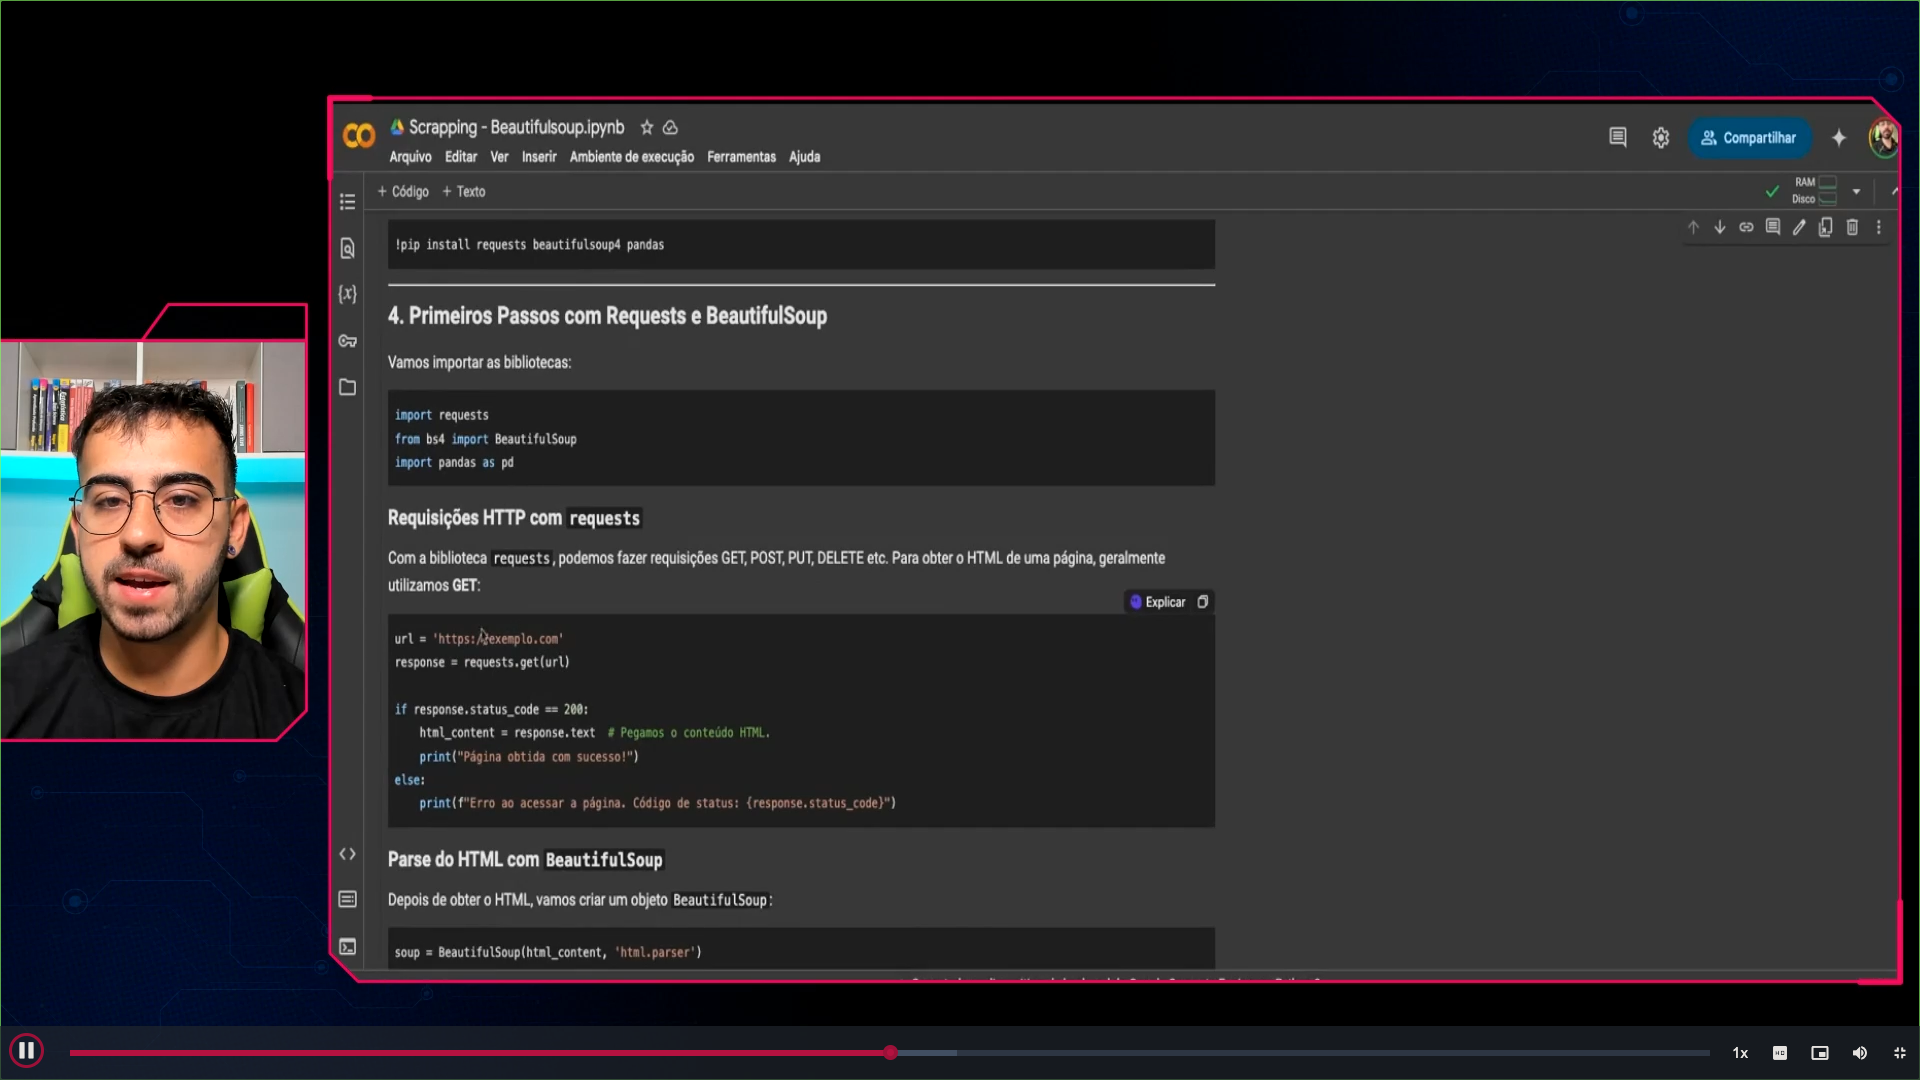 Scrapping - Beautifulsoup.ipynb
Arquivo Editar Ver Inserir Ambiente de execução Ferramentas Ajuda
Compartilhar
+ Código + Texto
RAM
Disco
!pip install requests beautifulsoup4 pandas
4. Primeiros Passos com Requests e BeautifulSoup
Vamos importar as bibliotecas:
import requests
from bs4 import BeautifulSoup
import pandas as pd
Requisições HTTP com requests
Com a biblioteca requests, podemos fazer requisições GET, POST, PUT, DELETE etc. Para obter o HTML de uma página, geralmente
utilizamos GET:
Explicar
url = 'https://exemplo.com'
response = requests.get(url)
if response.status_code == 200:
html_content = response.text # Pegamos o conteúdo HTML.
print("Página obtida com sucesso!")
else:
print(f"Erro ao acessar a página. Código de status: {response.status_code}")
Parse do HTML com BeautifulSoup
Depois de obter o HTML, vamos criar um objeto BeautifulSoup:
soup = BeautifulSoup(html_content, 'html.parser')
1x